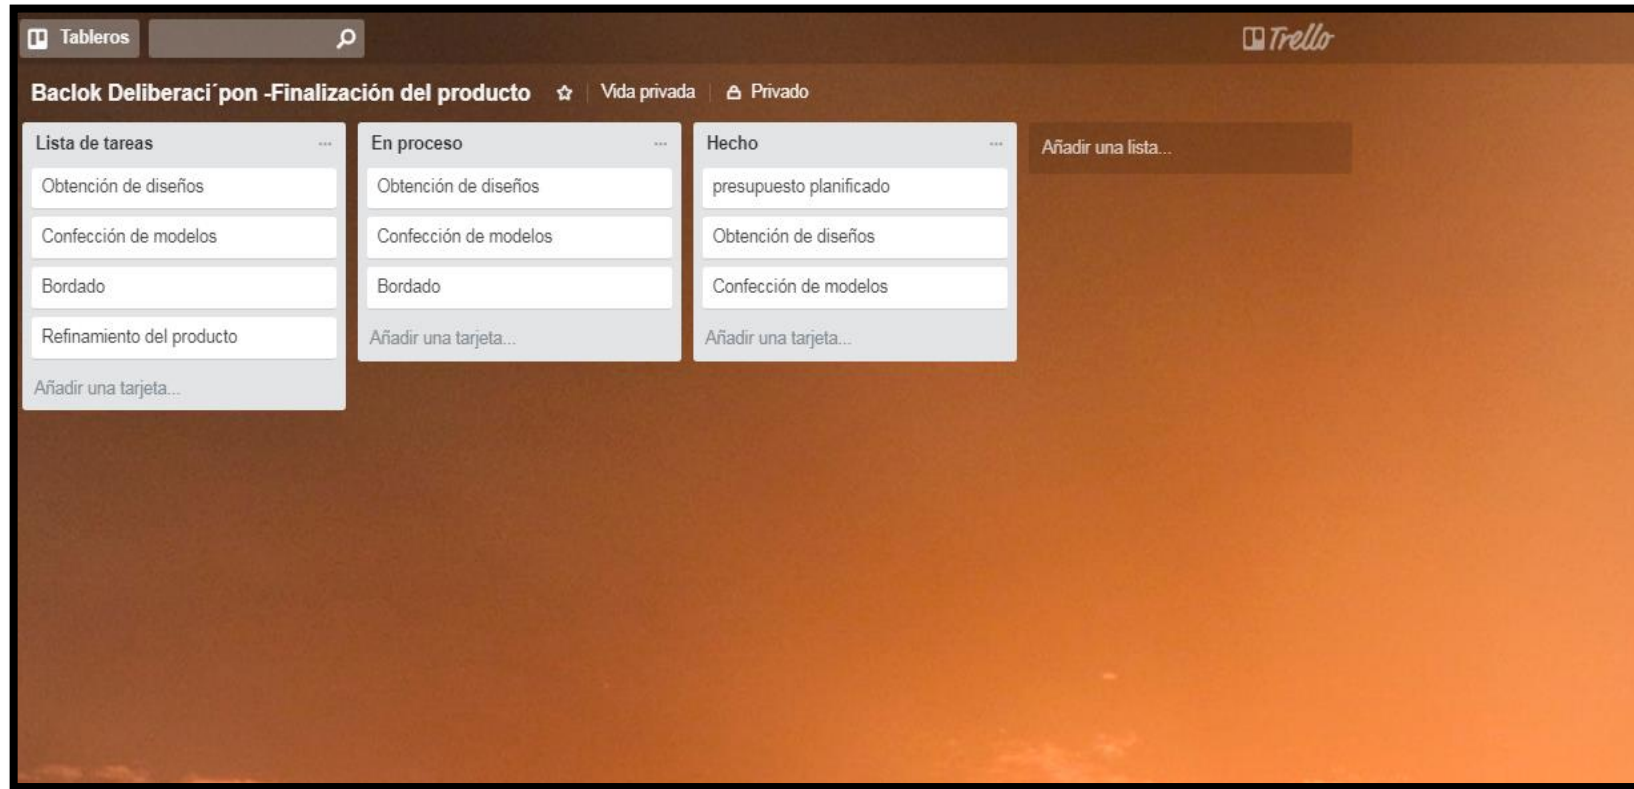 Tableros
Trello
Baclok Deliberaci´pon -Finalización del producto
Vida privada
Privado
Lista de tareas
Obtención de diseños
Confección de modelos
Bordado
Refinamiento del producto
Añadir una tarjeta...
En proceso
Obtención de diseños
Confección de modelos
Bordado
Añadir una tarjeta...
Hecho
presupuesto planificado
Obtención de diseños
Confección de modelos
Añadir una tarjeta...
Añadir una lista...